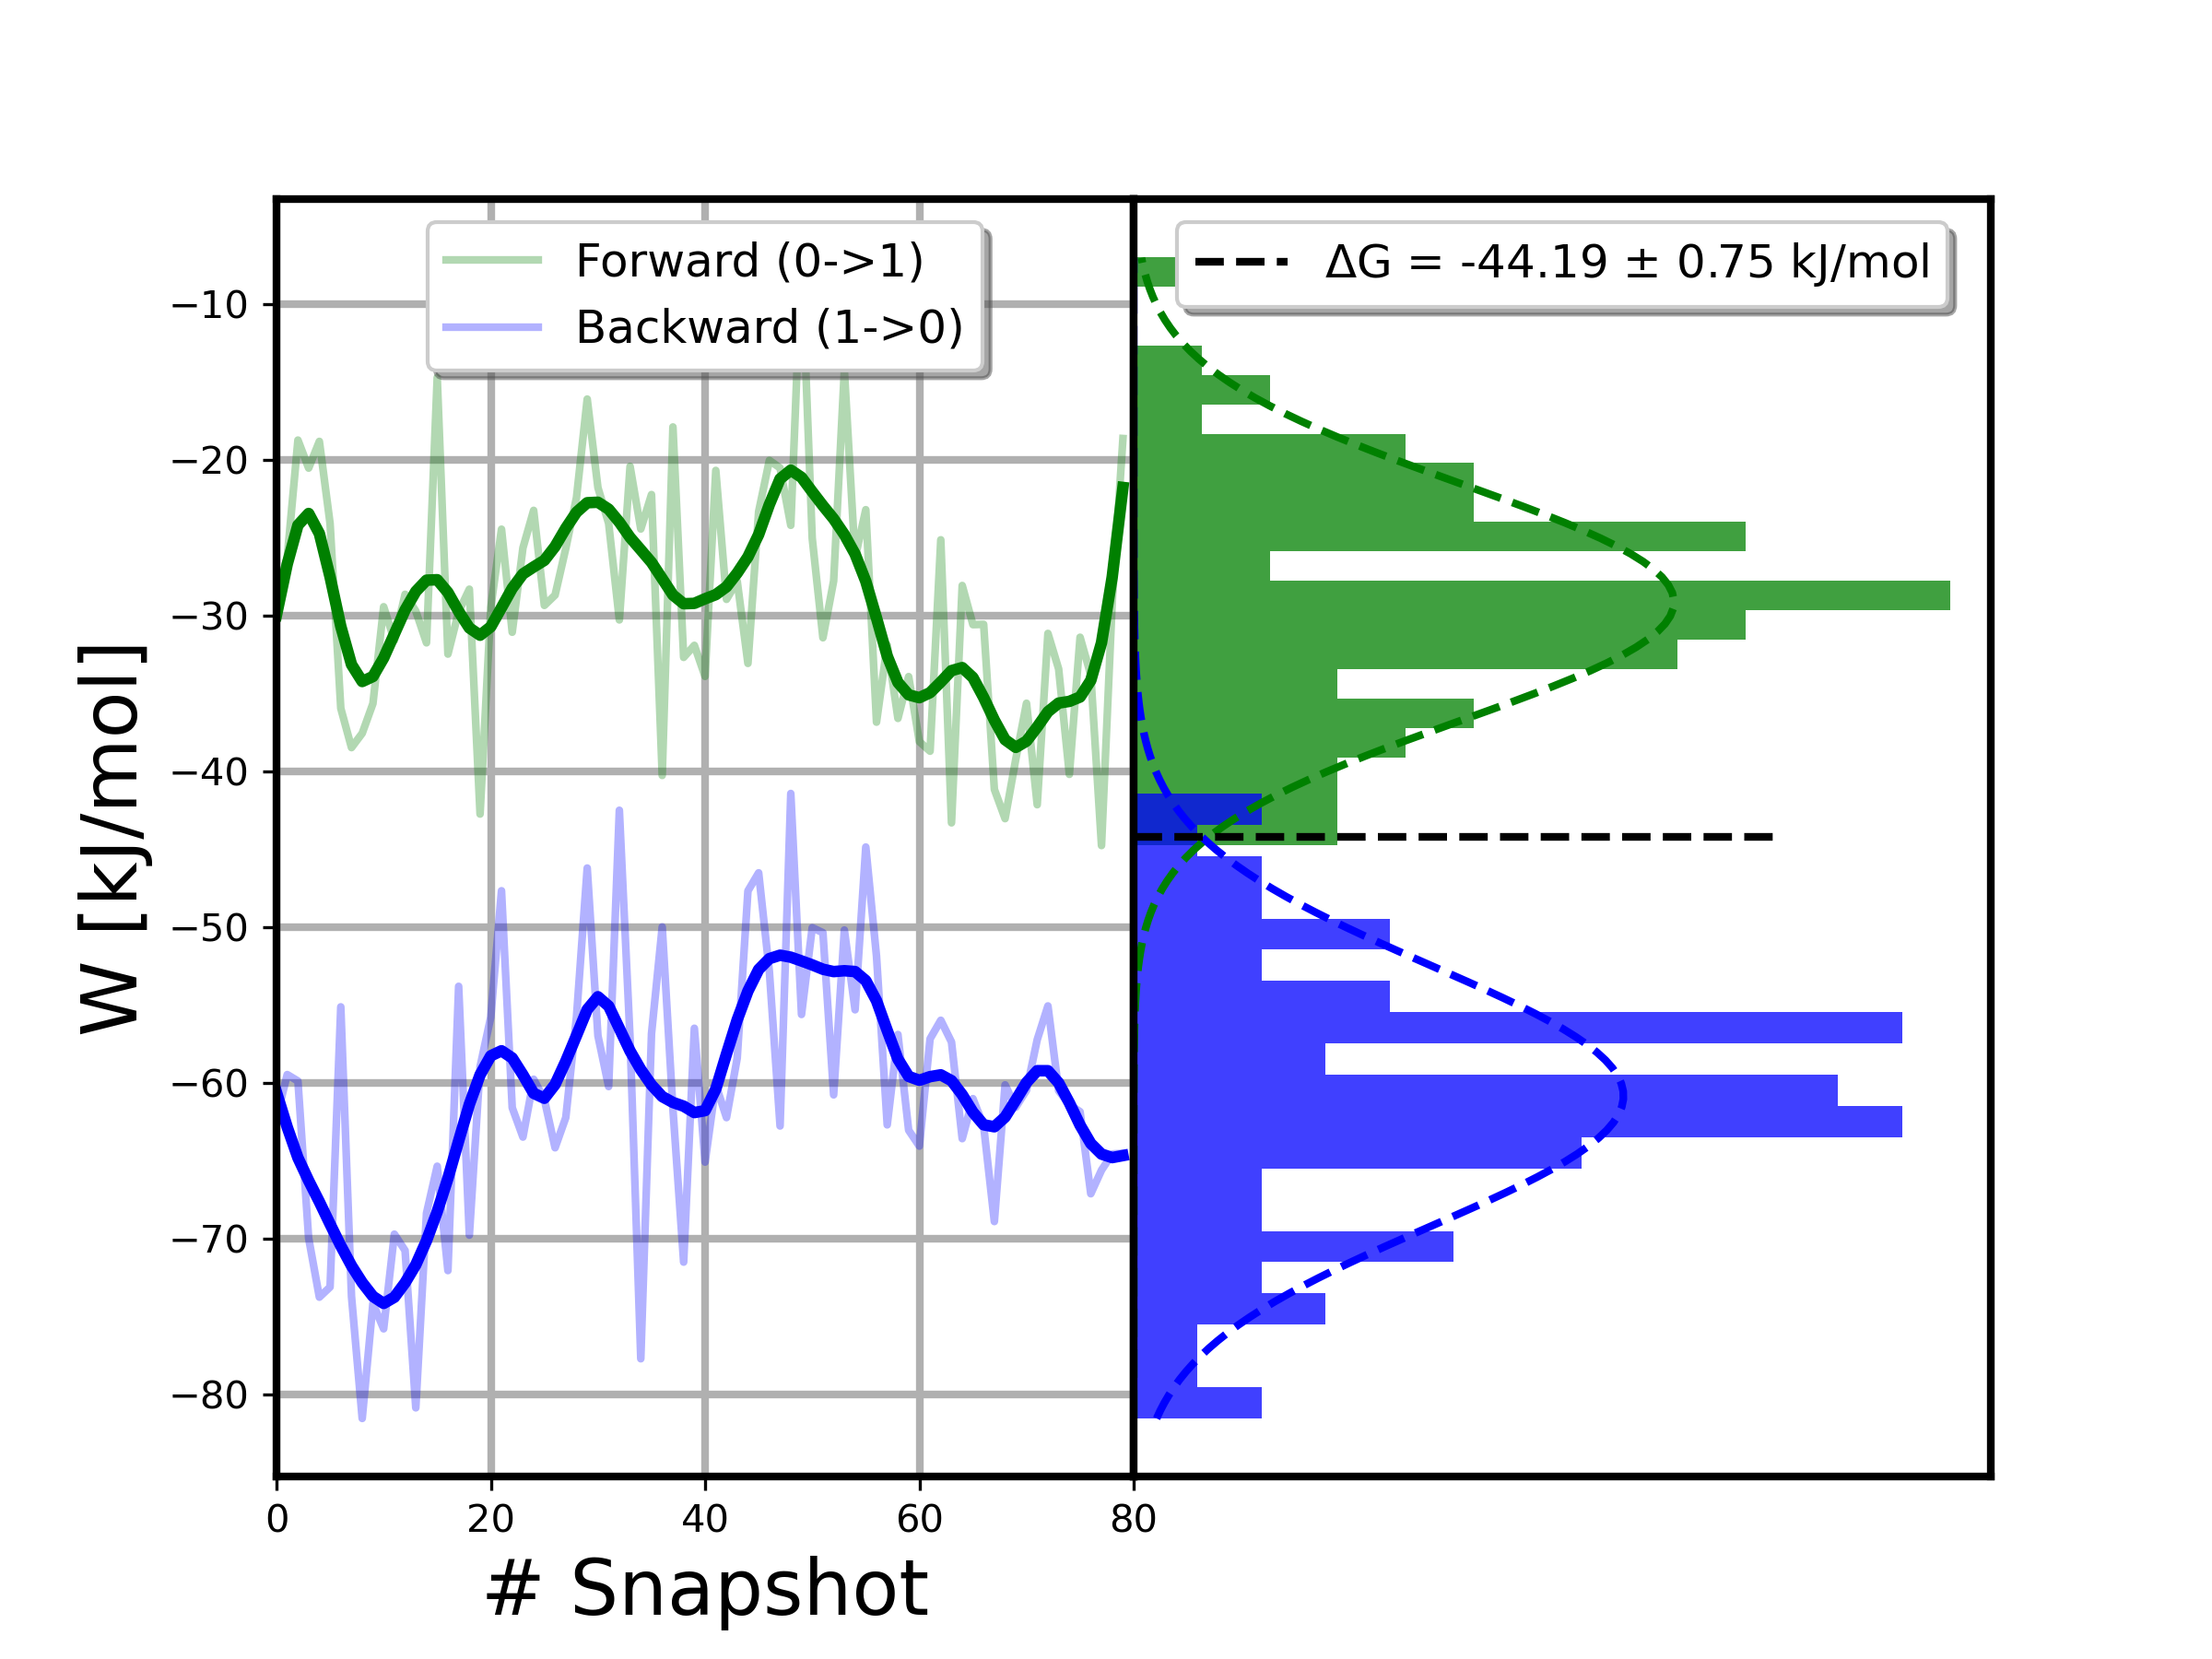 Forward (0->1)
Backward (1->0)
ΔG = -44.19 ± 0.75 kJ/mol
W [kJ/mol]
−10
−20
−30
−40
−50
−60
−70
−80
0
20
40
60
80
# Snapshot